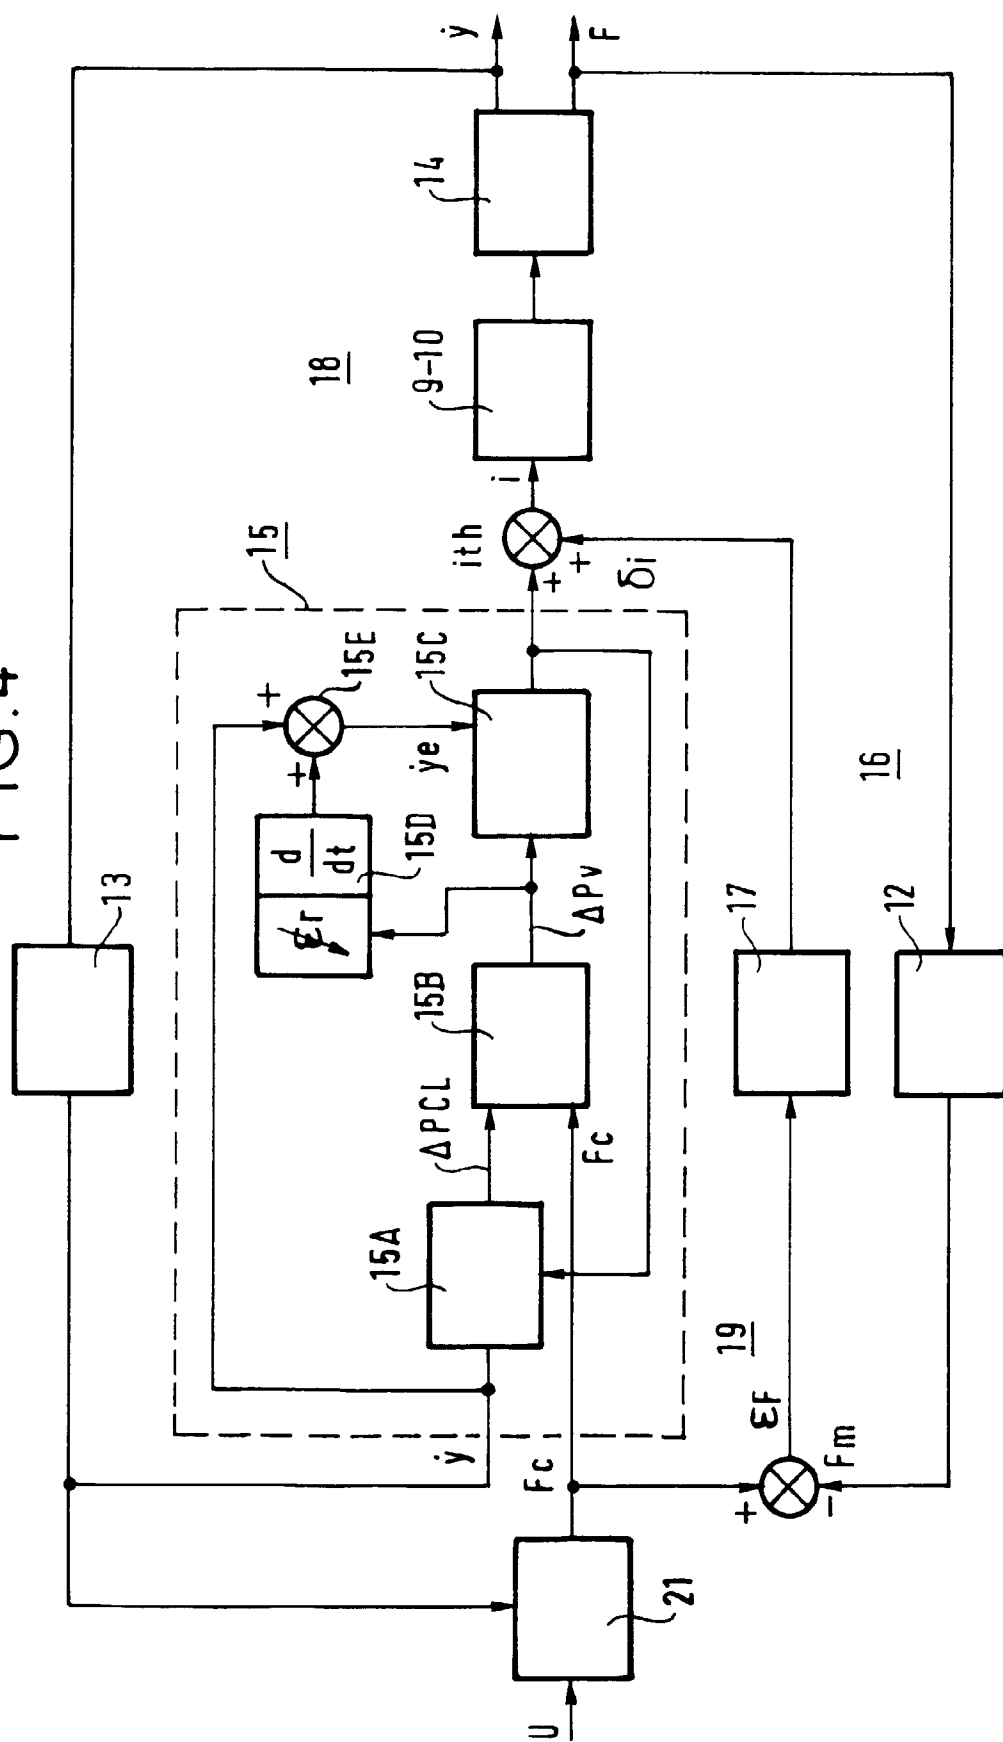 FIG. 4
13
ẏ
F
15
18
15E
+
+
d
dt
εr
15D
ẏe
15C
ith
i
9-10
14
+
+
δi
ΔPCL
15A
15B
ΔPv
Fc
ẏ
Fc
U
21
+
-
εF
Fm
19
17
16
12